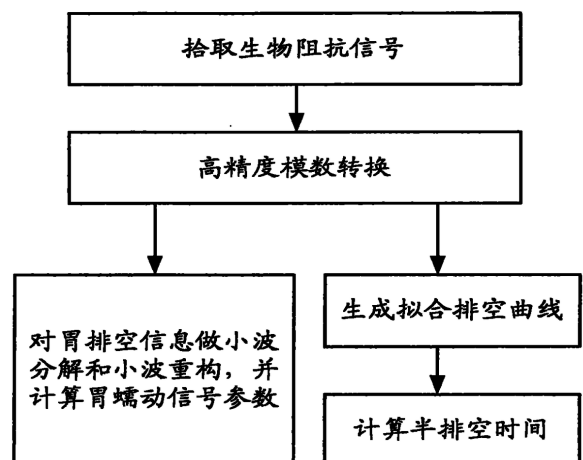 拾取生物阻抗信号
高精度模数转换
对胃排空信息做小波
分解和小波重构，并
计算胃蠕动信号参数
生成拟合排空曲线
计算半排空时间